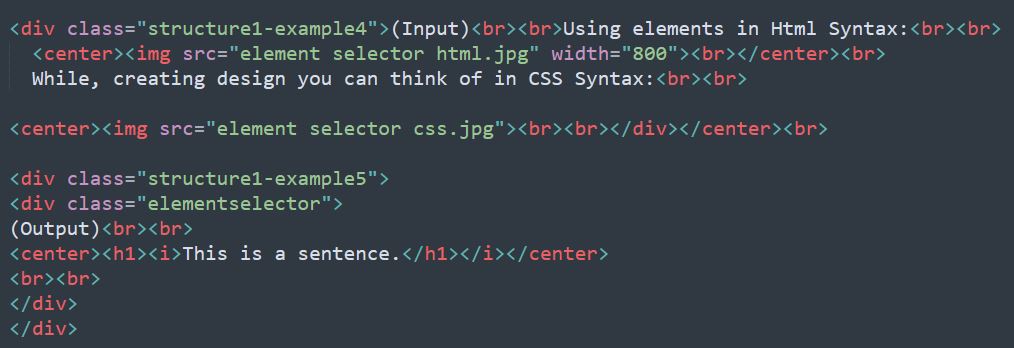 <div class="structure1-example4">(Input)<br><br>Using elements in Html Syntax:<br><br>
<center><img src="element selector html.jpg" width="800"><br></center><br>
While, creating design you can think of in CSS Syntax:<br><br>
<center><img src="element selector css.jpg"><br><br></div></center><br>
<div class="structure1-example5">
<div class="elementselector">
(Output)<br><br>
<center><h1><i>This is a sentence.</h1></i></center>
<br><br>
</div>
</div>